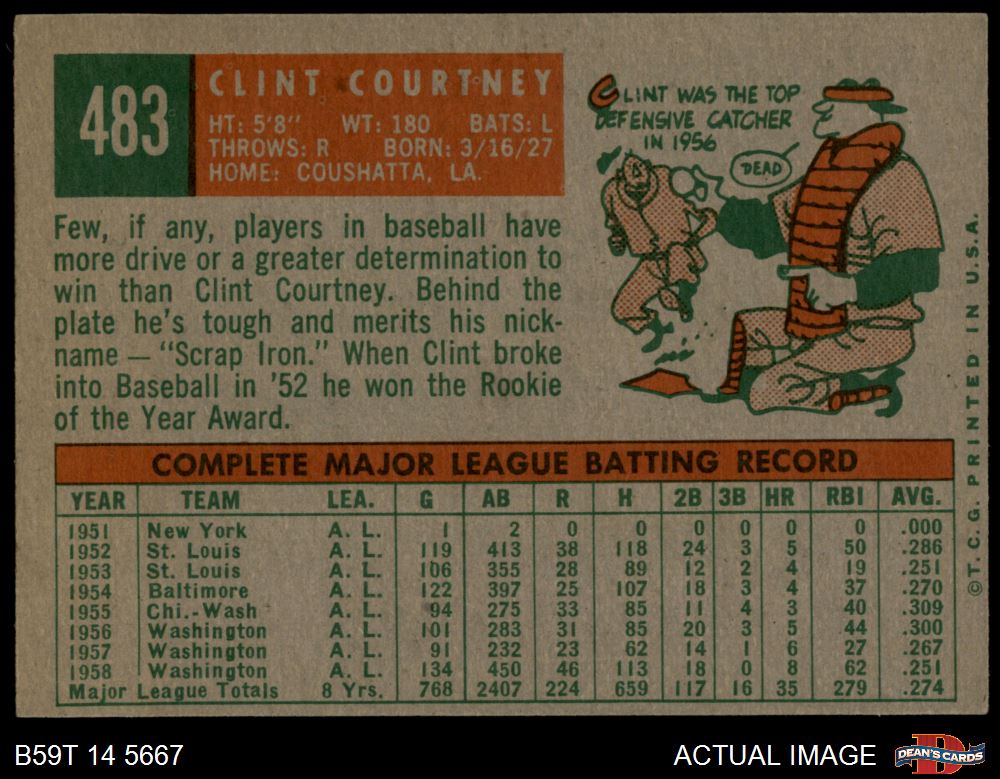 483
CLINT COURTNEY
HT: 5'8" WT: 180 BATS: L
THROWS: R BORN: 3/16/27
HOME: COUSHATTA, LA.
CLINT WAS THE TOP
DEFENSIVE CATCHER
IN 1956
DEAD
Few, if any, players in baseball have
more drive or a greater determination to
win than Clint Courtney. Behind the
plate he's tough and merits his nick-
name — "Scrap Iron." When Clint broke
into Baseball in '52 he won the Rookie
of the Year Award.
COMPLETE MAJOR LEAGUE BATTING RECORD
YEAR TEAM LEA. G AB R H 2B 3B HR RBI AVG.
1951 New York A. L. 1 2 0 0 0 0 0 0 .000
1952 St. Louis A. L. 119 413 38 118 24 3 5 50 .286
1953 St. Louis A. L. 106 355 28 89 12 2 4 19 .251
1954 Baltimore A. L. 122 397 25 107 18 3 4 37 .270
1955 Chi.-Wash A. L. 94 275 33 85 11 4 3 40 .309
1956 Washington A. L. 101 283 31 85 20 3 5 44 .300
1957 Washington A. L. 91 232 23 62 14 1 6 27 .267
1958 Washington A. L. 134 450 46 113 18 0 8 62 .251
Major League Totals 8 Yrs. 768 2407 224 659 117 16 35 279 .274
©T. C. G. PRINTED IN U.S.A.
B59T 14 5667
ACTUAL IMAGE
DEAN'S CARDS